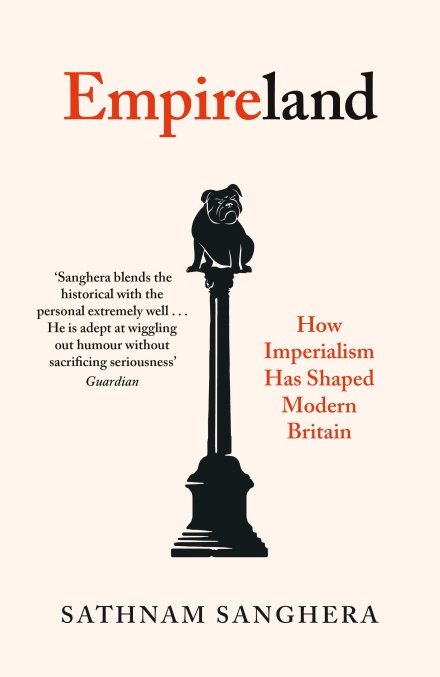 Empireland
‘Sanghera blends the
historical with the
personal extremely well . . .
He is adept at wiggling
out humour without
sacrificing seriousness’
Guardian
How
Imperialism
Has Shaped
Modern
Britain
SATHNAM SANGHERA